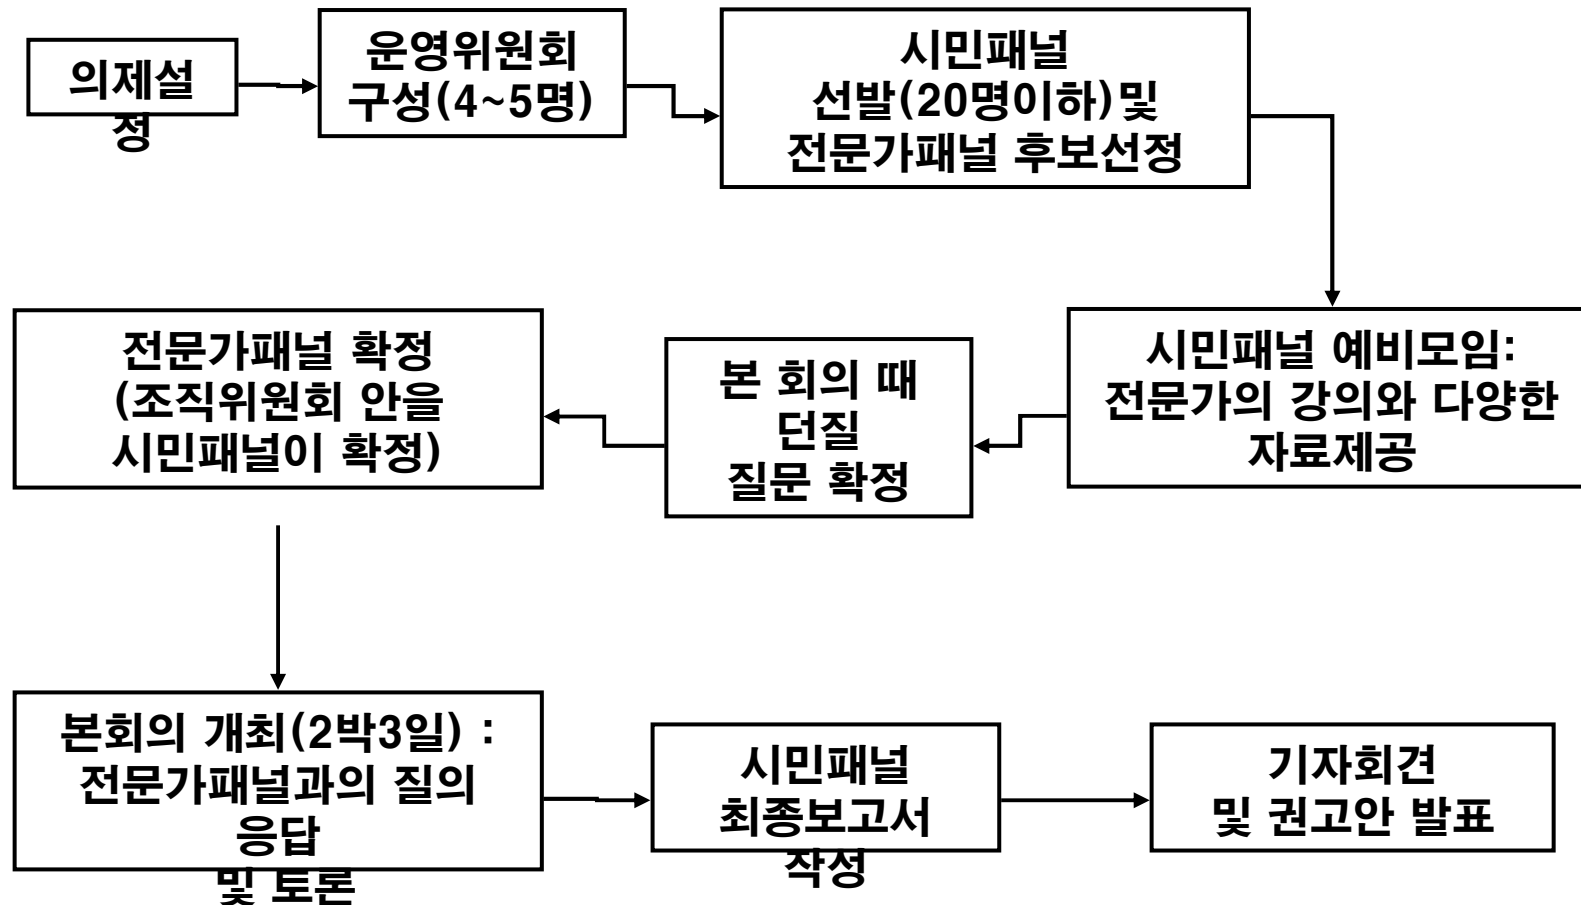 의제설
정
운영위원회
구성(4~5명)
시민패널
선발(20명이하)및
전문가패널 후보선정
시민패널 예비모임:
전문가의 강의와 다양한
자료제공
본 회의 때
던질
질문 확정
전문가패널 확정
(조직위원회 안을
시민패널이 확정)
본회의 개최(2박3일) :
전문가패널과의 질의
응답
및 토론
시민패널
최종보고서
작성
기자회견
및 권고안 발표